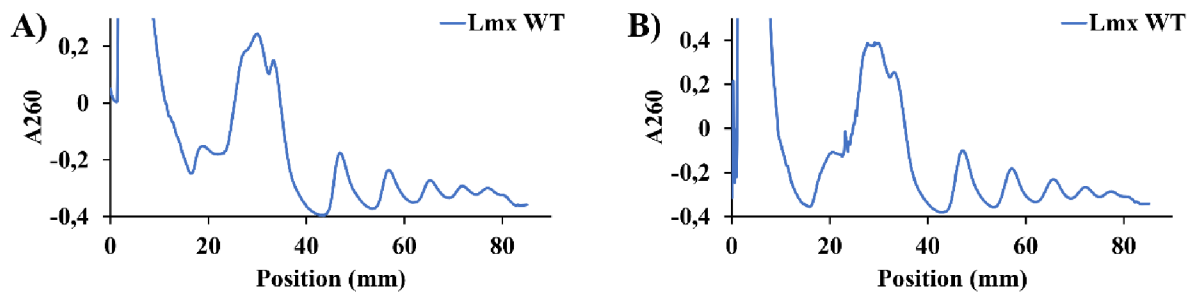 A)
Lmx WT
0,2
0
-0,2
-0,4
A260
0 20 40 60 80
Position (mm)
B)
Lmx WT
0,4
0,2
0
-0,2
-0,4
A260
0 20 40 60 80
Position (mm)